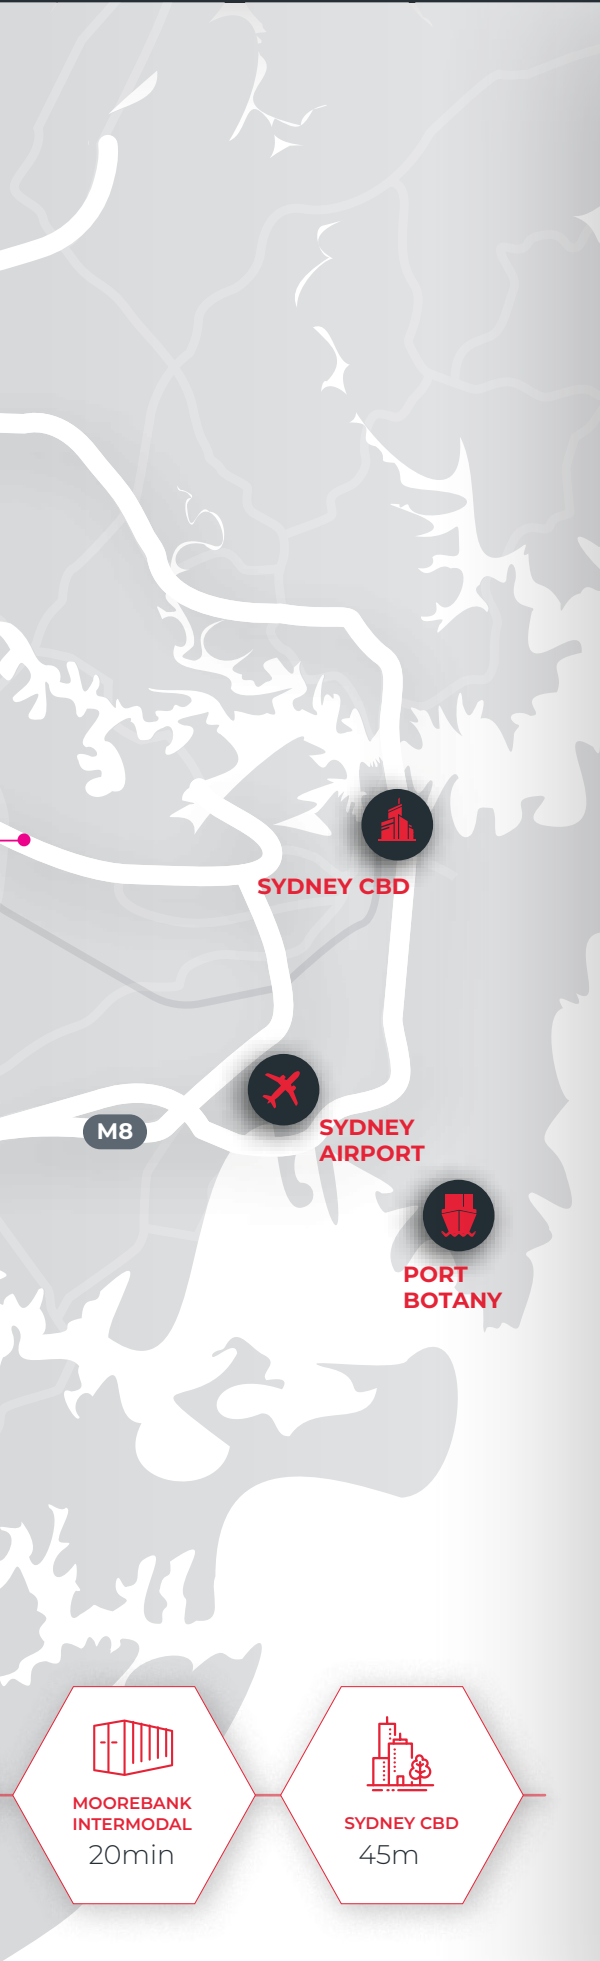 SYDNEY CBD
M8
SYDNEY
AIRPORT
PORT
BOTANY
MOOREBANK
INTERMODAL
20min
SYDNEY CBD
45m